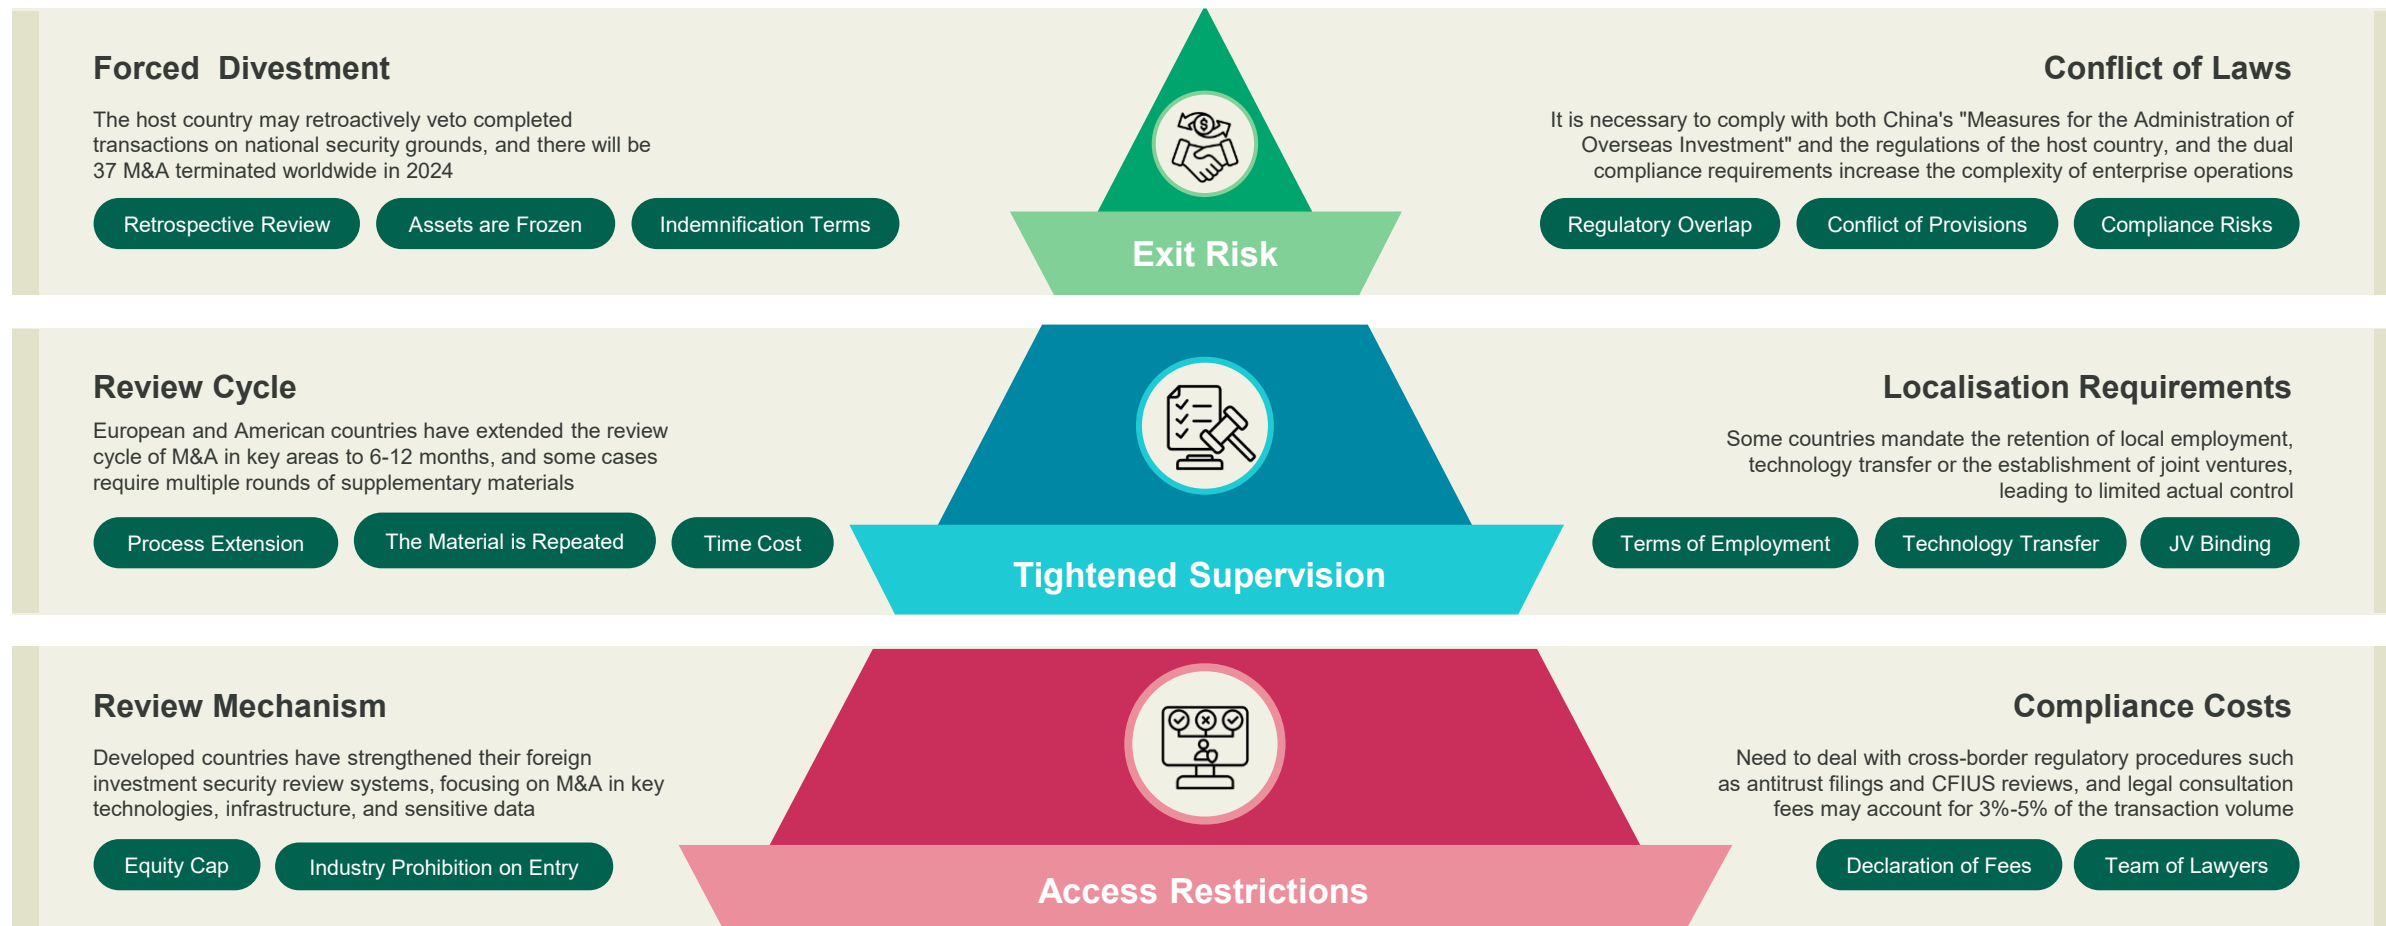 Forced  Divestment
The host country may retroactively veto completed
transactions on national security grounds, and there will be
37 M&A terminated worldwide in 2024
Retrospective Review
Assets are Frozen
Indemnification Terms
$
Exit Risk
Conflict of Laws
It is necessary to comply with both China's "Measures for the Administration of
Overseas Investment" and the regulations of the host country, and the dual
compliance requirements increase the complexity of enterprise operations
Regulatory Overlap
Conflict of Provisions
Compliance Risks
Review Cycle
European and American countries have extended the review
cycle of M&A in key areas to 6-12 months, and some cases
require multiple rounds of supplementary materials
Process Extension
The Material is Repeated
Time Cost
Tightened Supervision
Localisation Requirements
Some countries mandate the retention of local employment,
technology transfer or the establishment of joint ventures,
leading to limited actual control
Terms of Employment
Technology Transfer
JV Binding
Review Mechanism
Developed countries have strengthened their foreign
investment security review systems, focusing on M&A in key
technologies, infrastructure, and sensitive data
Equity Cap
Industry Prohibition on Entry
Access Restrictions
Compliance Costs
Need to deal with cross-border regulatory procedures such
as antitrust filings and CFIUS reviews, and legal consultation
fees may account for 3%-5% of the transaction volume
Declaration of Fees
Team of Lawyers